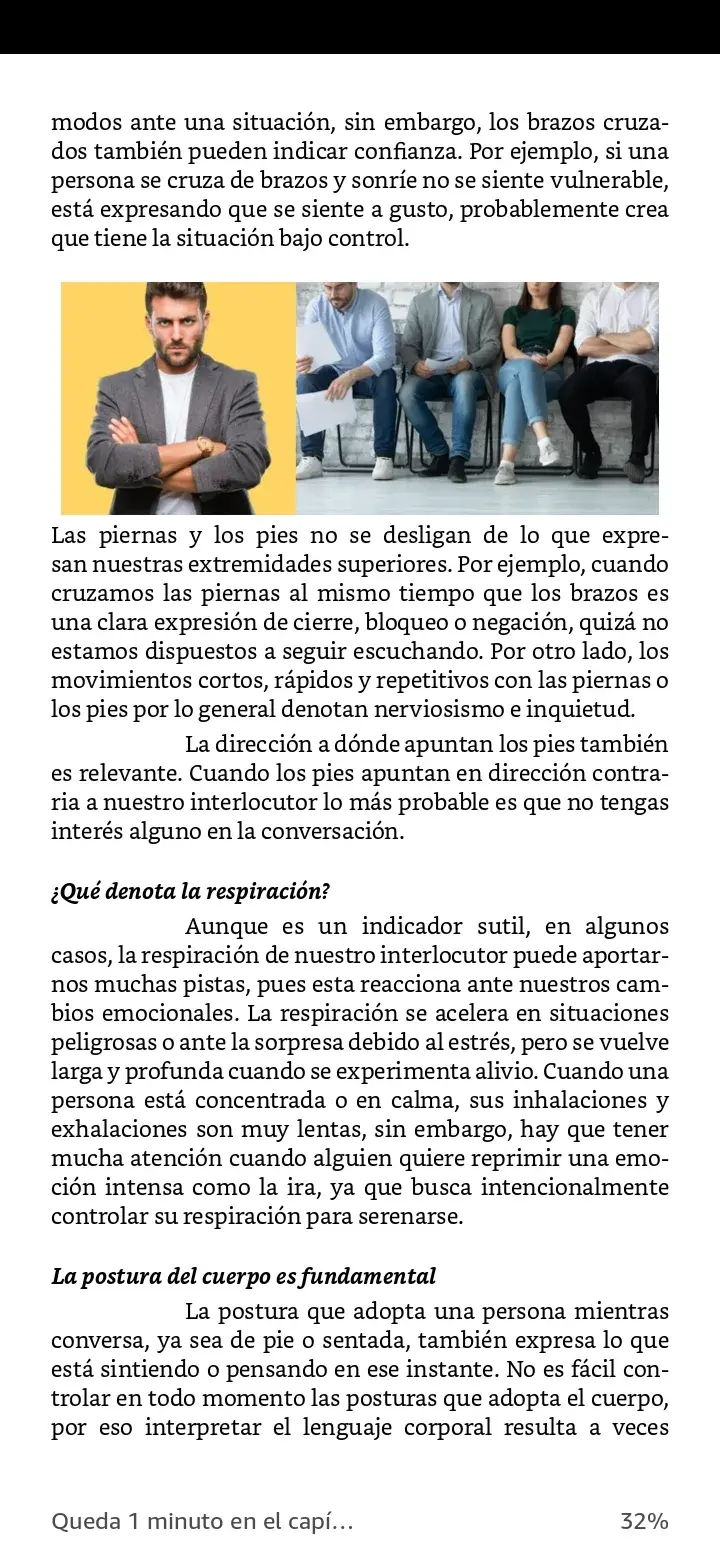 modos ante una situación, sin embargo, los brazos cruza-
dos también pueden indicar confianza. Por ejemplo, si una
persona se cruza de brazos y sonríe no se siente vulnerable,
está expresando que se siente a gusto, probablemente crea
que tiene la situación bajo control.
Las piernas y los pies no se desligan de lo que expre-
san nuestras extremidades superiores. Por ejemplo, cuando
cruzamos las piernas al mismo tiempo que los brazos es
una clara expresión de cierre, bloqueo o negación, quizá no
estamos dispuestos a seguir escuchando. Por otro lado, los
movimientos cortos, rápidos y repetitivos con las piernas o
los pies por lo general denotan nerviosismo e inquietud.
La dirección a dónde apuntan los pies también
es relevante. Cuando los pies apuntan en dirección contra-
ria a nuestro interlocutor lo más probable es que no tengas
interés alguno en la conversación.
¿Qué denota la respiración?
Aunque es un indicador sutil, en algunos
casos, la respiración de nuestro interlocutor puede aportar-
nos muchas pistas, pues esta reacciona ante nuestros cam-
bios emocionales. La respiración se acelera en situaciones
peligrosas o ante la sorpresa debido al estrés, pero se vuelve
larga y profunda cuando se experimenta alivio. Cuando una
persona está concentrada o en calma, sus inhalaciones y
exhalaciones son muy lentas, sin embargo, hay que tener
mucha atención cuando alguien quiere reprimir una emo-
ción intensa como la ira, ya que busca intencionalmente
controlar su respiración para serenarse.
La postura del cuerpo es fundamental
La postura que adopta una persona mientras
conversa, ya sea de pie o sentada, también expresa lo que
está sintiendo o pensando en ese instante. No es fácil con-
trolar en todo momento las posturas que adopta el cuerpo,
por eso interpretar el lenguaje corporal resulta a veces
Queda 1 minuto en el capí... 32%